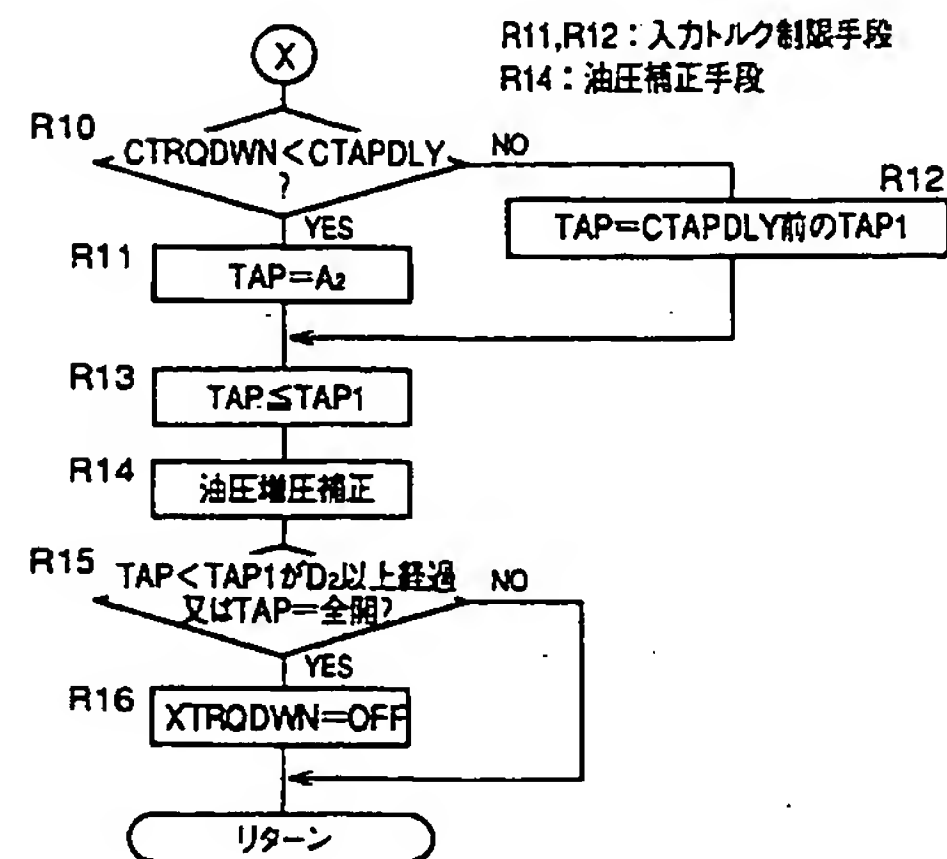 R11,R12：入力トルク制限手段
R14：油圧補正手段
X
R10
CTRQDWN＜CTAPDLY
?
NO
YES
R12
TAP＝CTAPDLY前のTAP1
R11
TAP＝A2
R13
TAP≦TAP1
R14
油圧増圧補正
R15
TAP＜TAP1がD2以上経過
又はTAP＝全開?
NO
YES
R16
XTRQDWN＝OFF
リターン